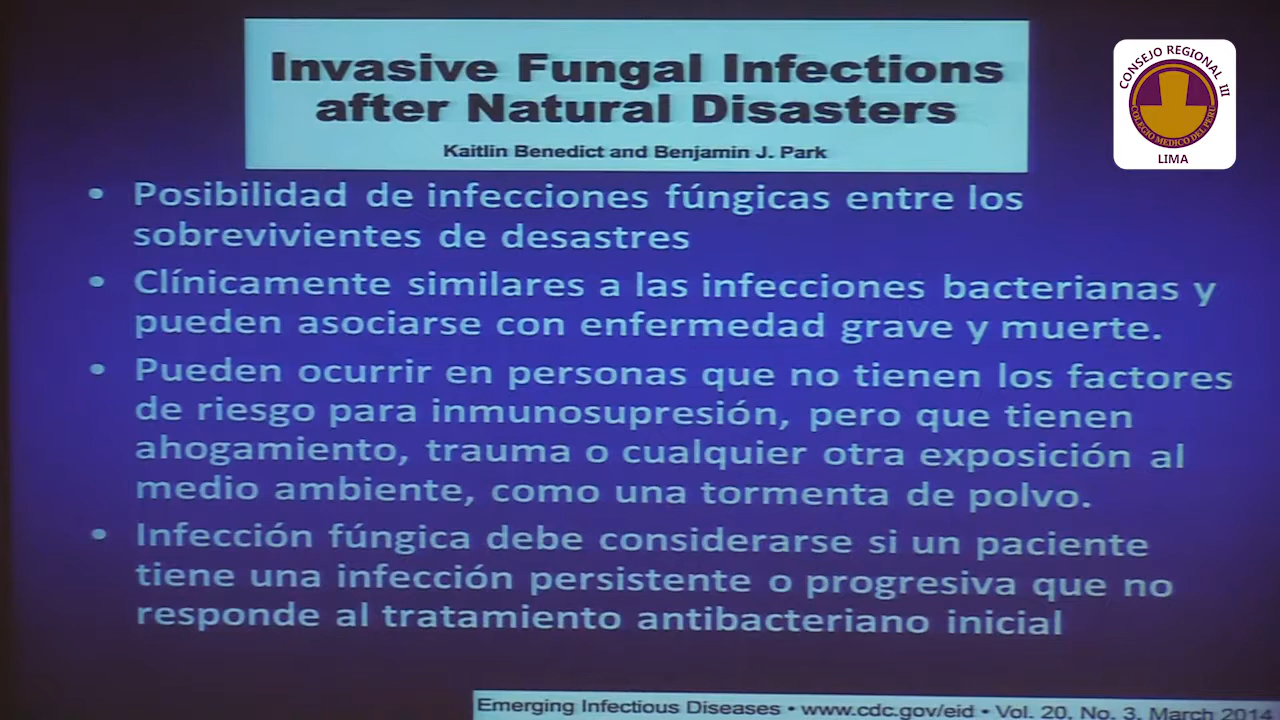 Invasive Fungal Infections
after Natural Disasters
Kaitlin Benedict and Benjamin J. Park
CONSEJO REGIONAL III
COLEGIO MEDICO DEL PERU
LIMA
• Posibilidad de infecciones fúngicas entre los
sobrevivientes de desastres
• Clínicamente similares a las infecciones bacterianas y
pueden asociarse con enfermedad grave y muerte.
• Pueden ocurrir en personas que no tienen los factores
de riesgo para inmunosupresión, pero que tienen
ahogamiento, trauma o cualquier otra exposición al
medio ambiente, como una tormenta de polvo.
• Infección fúngica debe considerarse si un paciente
tiene una infección persistente o progresiva que no
responde al tratamiento antibacteriano inicial
Emerging Infectious Diseases • www.cdc.gov/eid • Vol. 20, No. 3, March 2014